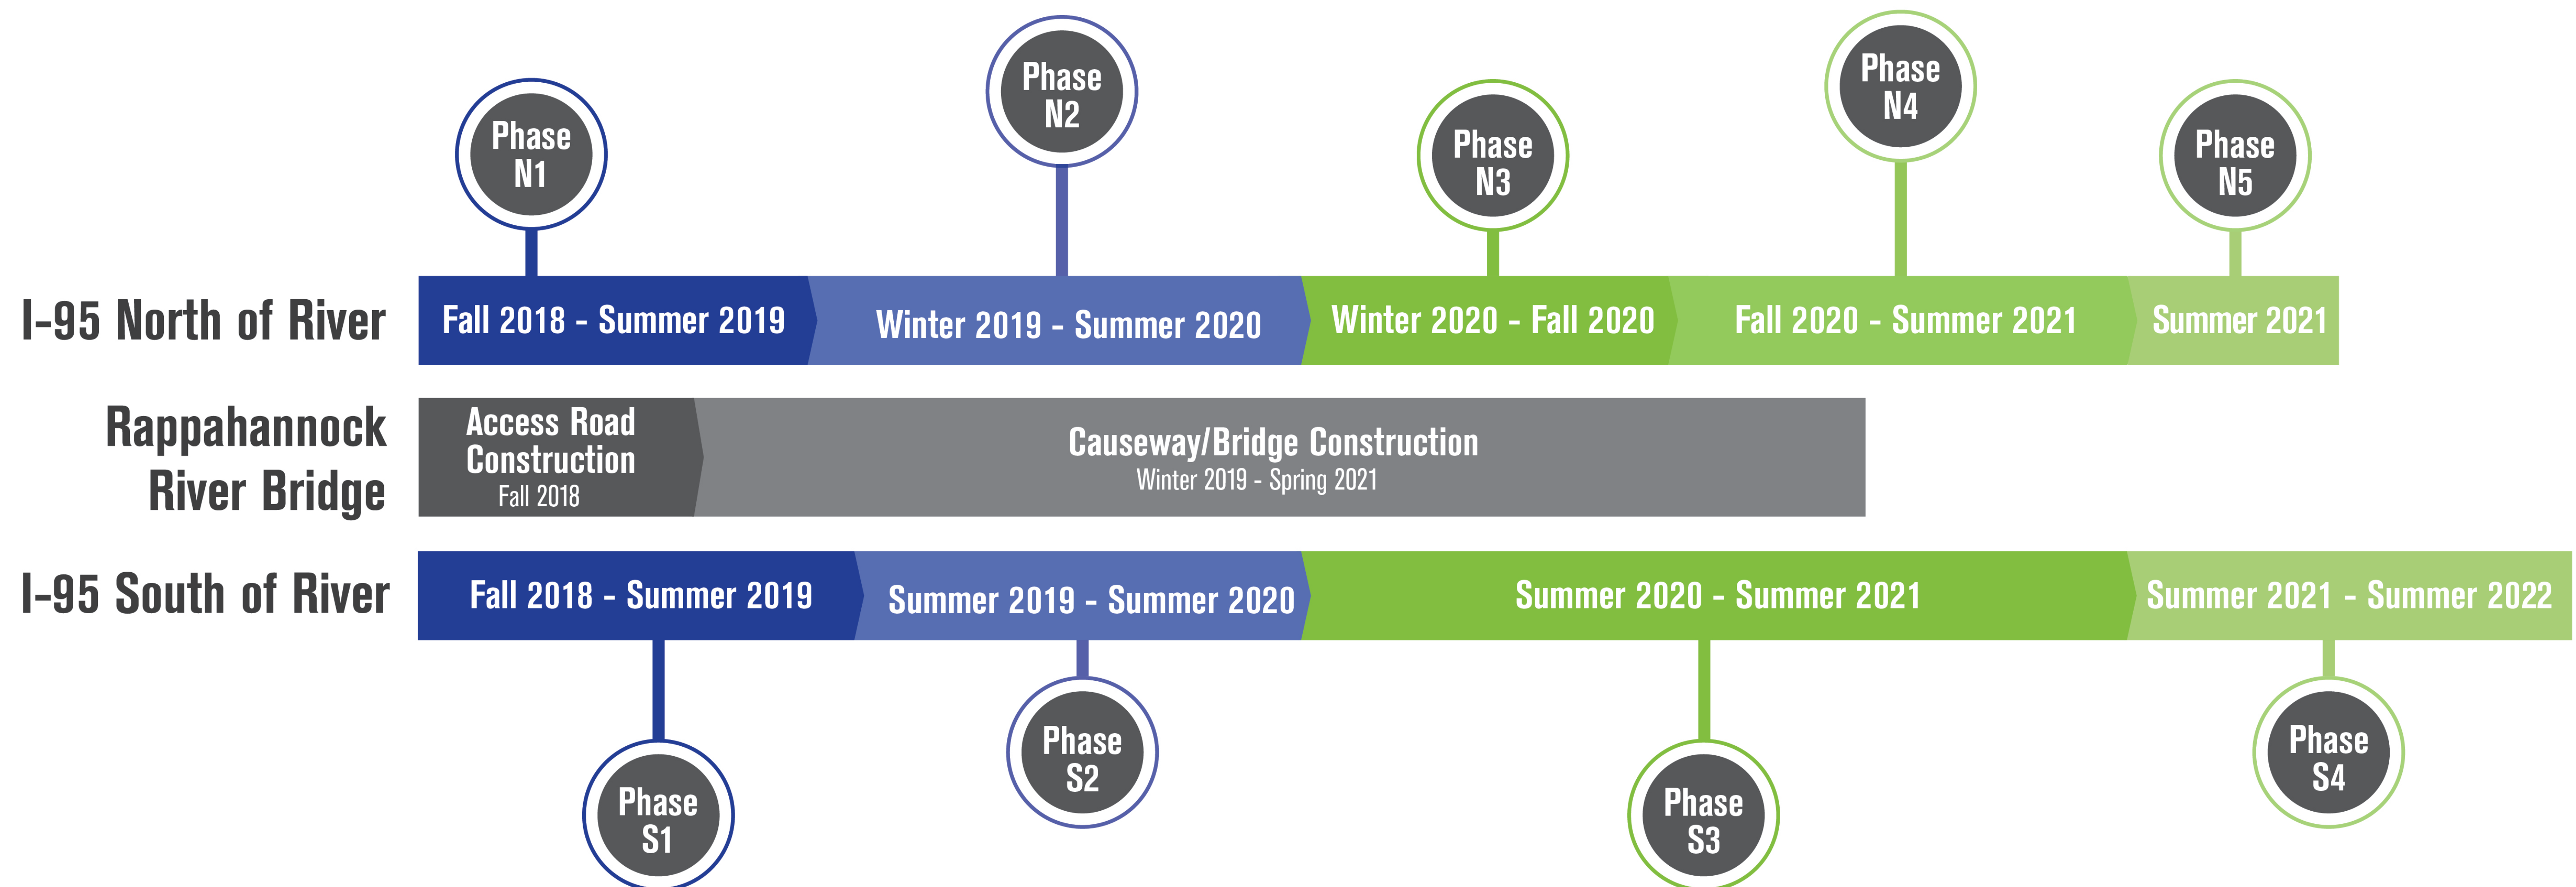 Phase
N1
Phase
N2
Phase
N3
Phase
N4
Phase
N5
I-95 North of River
Fall 2018 - Summer 2019
Winter 2019 - Summer 2020
Winter 2020 - Fall 2020
Fall 2020 - Summer 2021
Summer 2021
Rappahannock
River Bridge
Access Road
Construction
Fall 2018
Causeway/Bridge Construction
Winter 2019 - Spring 2021
I-95 South of River
Fall 2018 - Summer 2019
Summer 2019 - Summer 2020
Summer 2020 - Summer 2021
Summer 2021 - Summer 2022
Phase
S1
Phase
S2
Phase
S3
Phase
S4